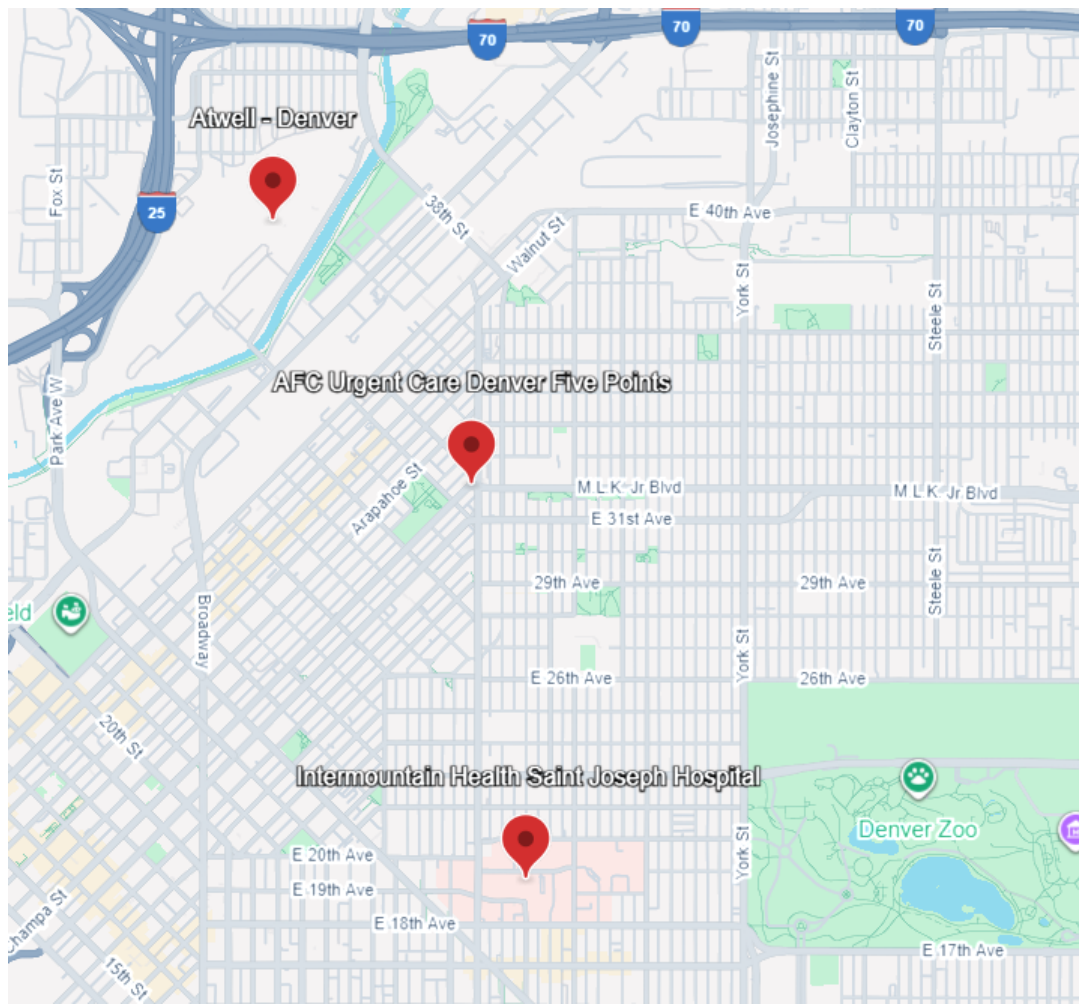 70
70
70
Atwell - Denver
Fox St
25
Josephine St
Clayton St
38th St
Walnut St
E 40th Ave
York St
Steele St
Park Ave W
AFC Urgent Care Denver Five Points
Arapahoe St
M.L.K. Jr Blvd
M.L.K. Jr Blvd
E 31st Ave
29th Ave
29th Ave
Steele St
eld
Broadway
York St
E 26th Ave
26th Ave
20th St
Intermountain Health Saint Joseph Hospital
Denver Zoo
York St
E 20th Ave
E 19th Ave
E 18th Ave
Champa St
15th St
E 17th Ave